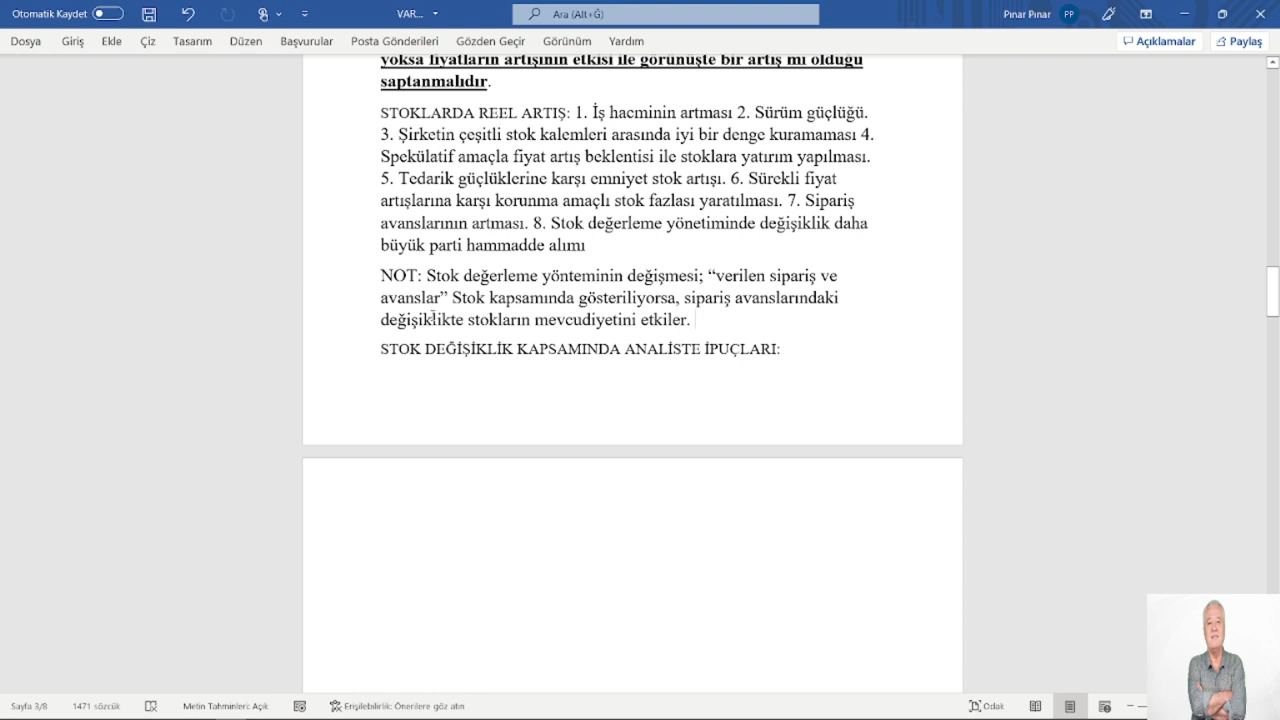 Otomatik Kaydet
VAR...
Ara (Alt+Ğ)
Pınar Pınar
PP
Dosya Giriş Ekle Çiz Tasarım Düzen Başvurular Posta Gönderileri Gözden Geçir Görünüm Yardım
Açıklamalar
Paylaş
yoksa fiyatların artışının etkisi ile görünüşte bir artış mı olduğu
saptanmalıdır.
STOKLARDA REEL ARTIŞ: 1. İş hacminin artması 2. Sürüm güçlüğü.
3. Şirketin çeşitli stok kalemleri arasında iyi bir denge kuramaması 4.
Spekülatif amaçla fiyat artış beklentisi ile stoklara yatırım yapılması.
5. Tedarik güçlüklerine karşı emniyet stok artışı. 6. Sürekli fiyat
artışlarına karşı korunma amaçlı stok fazlası yaratılması. 7. Sipariş
avanslarının artması. 8. Stok değerleme yönetiminde değişiklik daha
büyük parti hammadde alımı
NOT: Stok değerleme yönteminin değişmesi; “verilen sipariş ve
avanslar” Stok kapsamında gösteriliyorsa, sipariş avanslarındaki
değişiklikte stokların mevcudiyetini etkiler.
STOK DEĞİŞİKLİK KAPSAMINDA ANALİSTE İPUÇLARI:
Sayfa 3/8 1471 sözcük Metin Tahminleri: Açık Erişilebilirlik: Önerilere göz atın
Odak